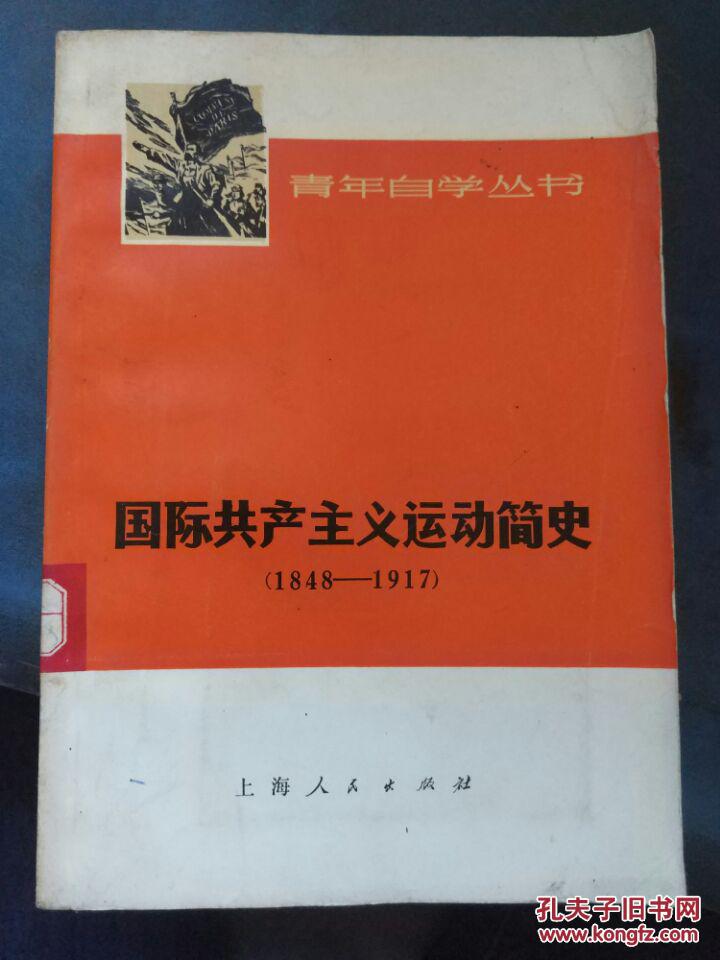 COMMUNE
DE
PARIS
青年自学丛书
国际共产主义运动简史
(1848—1917)
上海人民出版社
孔夫子旧书网
www.kongfz.com